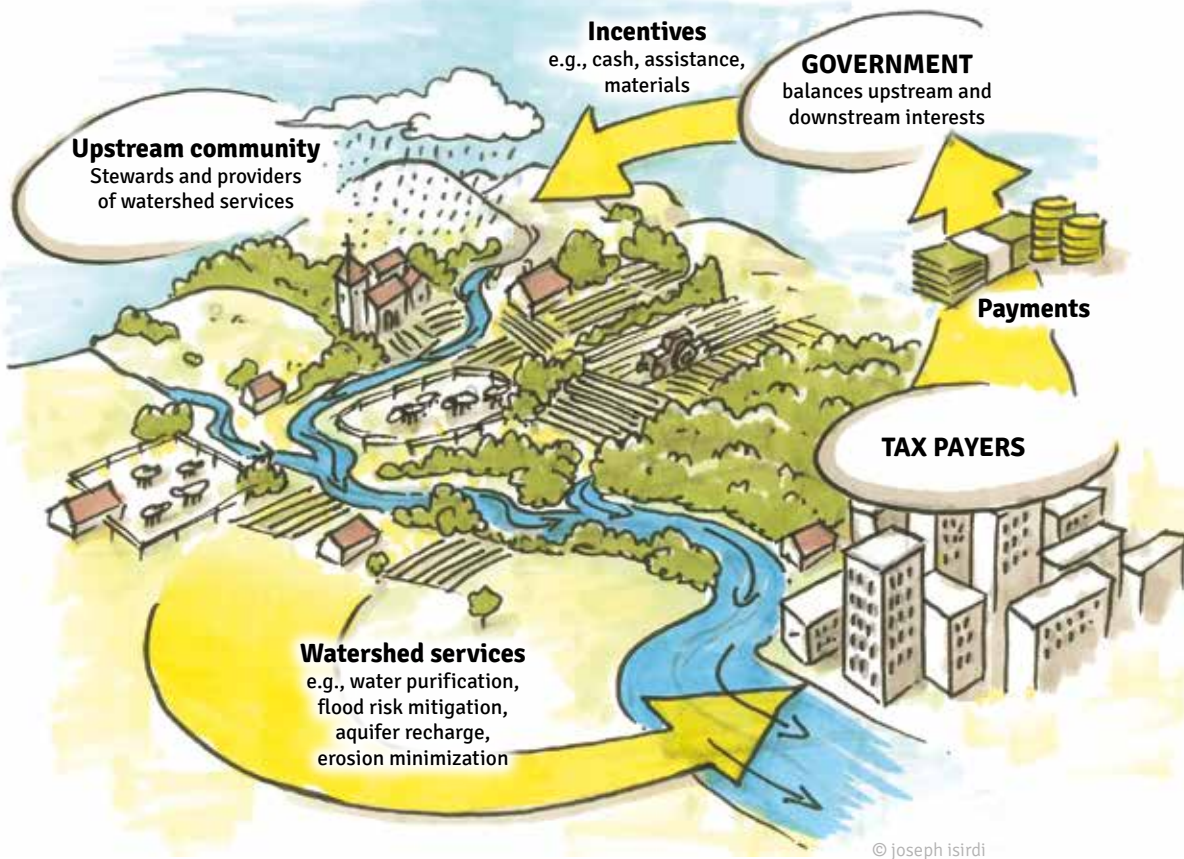 Incentives
e.g., cash, assistance,
materials
GOVERNMENT
balances upstream and
downstream interests
Upstream community
Stewards and providers
of watershed services
Payments
TAX PAYERS
Watershed services
e.g., water purification,
flood risk mitigation,
aquifer recharge,
erosion minimization
© joseph isirdi